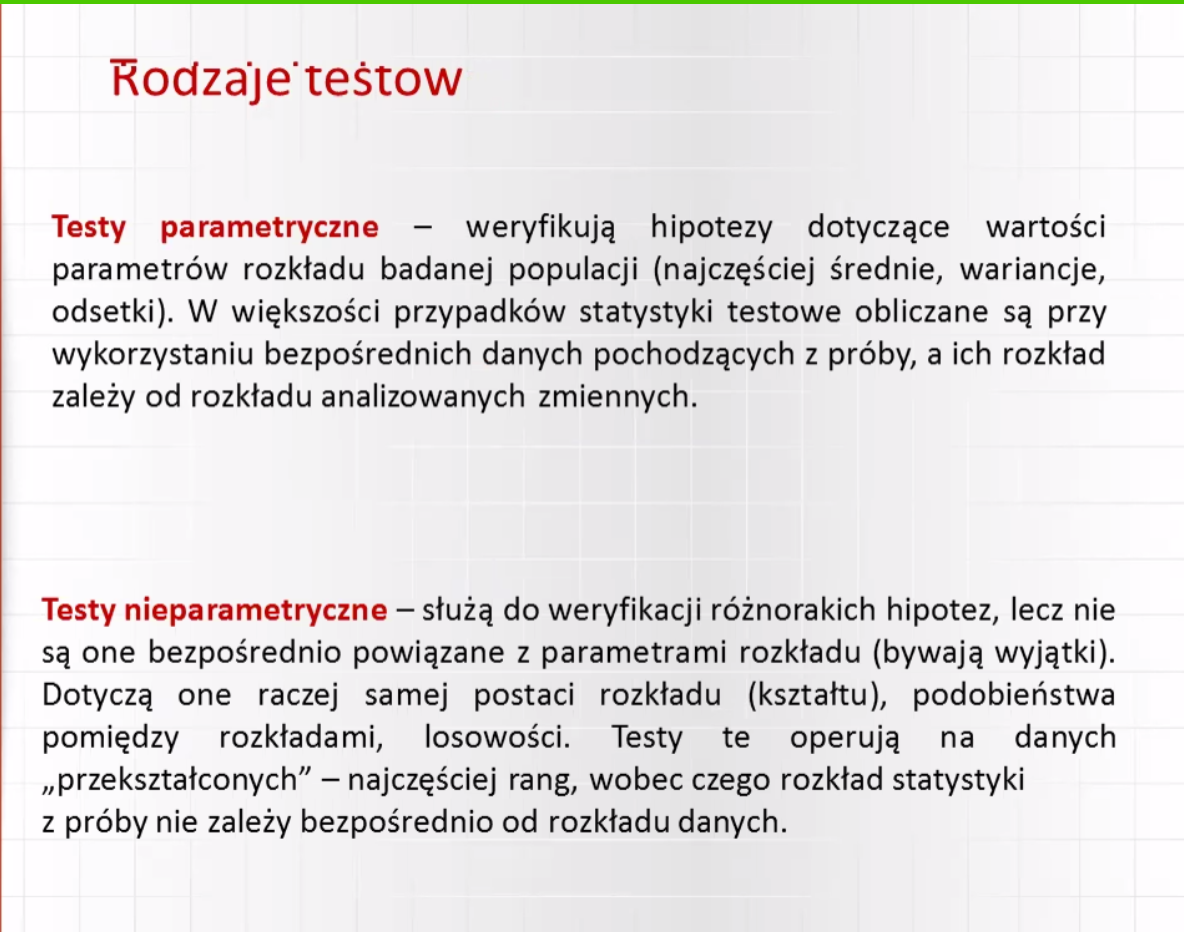 Rodzaje testów
Testy parametryczne – weryfikują hipotezy dotyczące wartości
parametrów rozkładu badanej populacji (najczęściej średnie, wariancje,
odsetki). W większości przypadków statystyki testowe obliczane są przy
wykorzystaniu bezpośrednich danych pochodzących z próby, a ich rozkład
zależy od rozkładu analizowanych zmiennych.
Testy nieparametryczne – służą do weryfikacji różnorakich hipotez, lecz nie
są one bezpośrednio powiązane z parametrami rozkładu (bywają wyjątki).
Dotyczą one raczej samej postaci rozkładu (kształtu), podobieństwa
pomiędzy rozkładami, losowości. Testy te operują na danych
„przekształconych” – najczęściej rang, wobec czego rozkład statystyki
z próby nie zależy bezpośrednio od rozkładu danych.